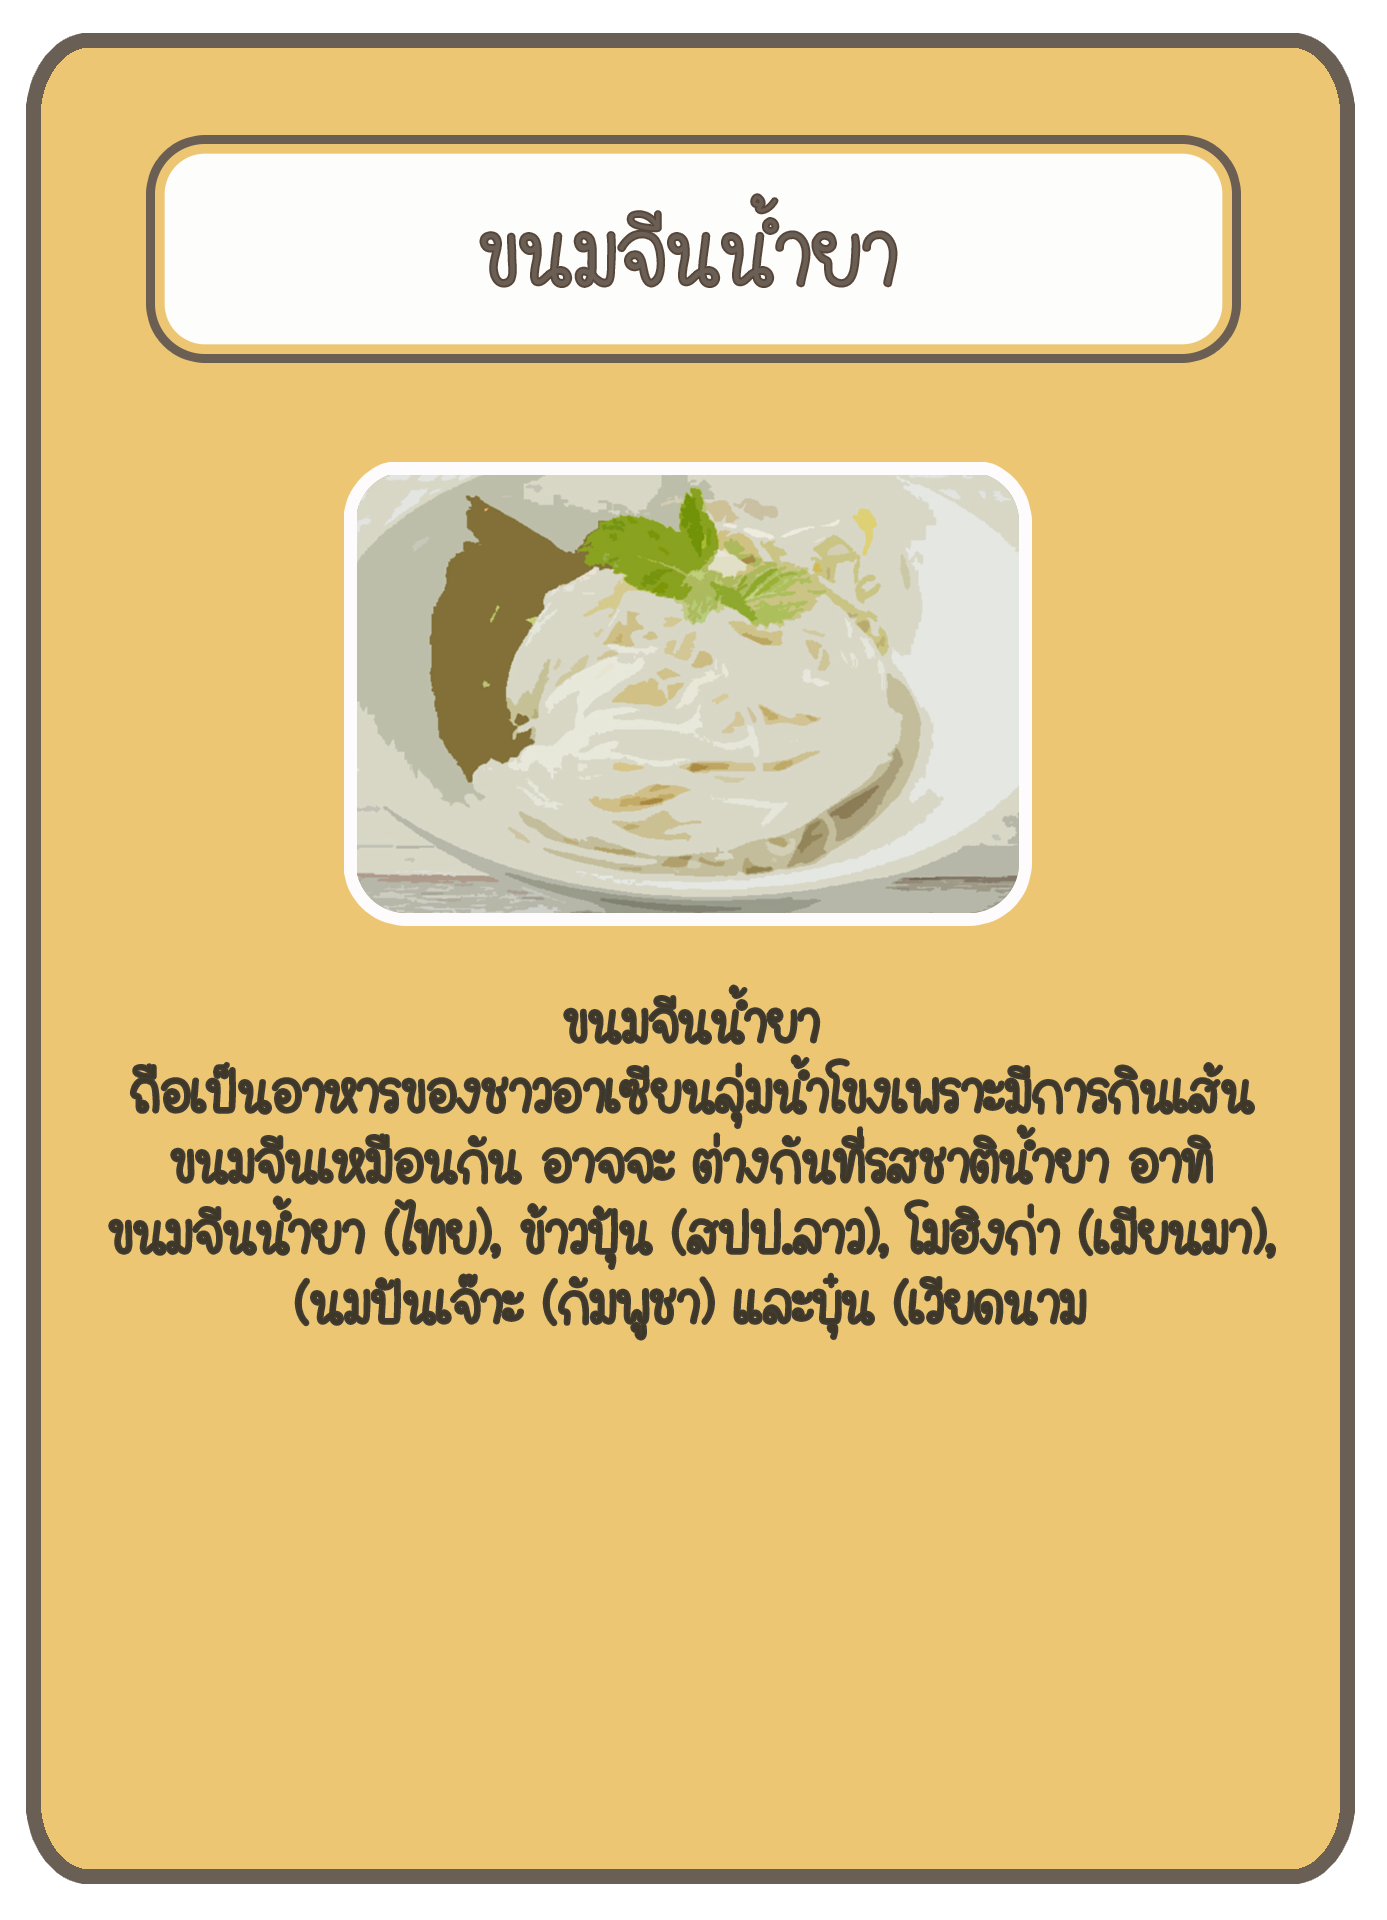 ขนมจีนน้ำยา
ขนมจีนน้ำยา
ถือเป็นอาหารของชาวอาเซียนลุ่มน้ำโขงเพราะมีการกินเส้น
ขนมจีนเหมือนกัน อาจจะ ต่างกันที่รสชาติน้ำยา อาทิ
ขนมจีนน้ำยา (ไทย), ข้าวปุ้น (สปป.ลาว), โมฮิงก่า (เมียนมา),
(นมปันเจ๊าะ (กัมพูชา) และบุ๋น (เวียดนาม